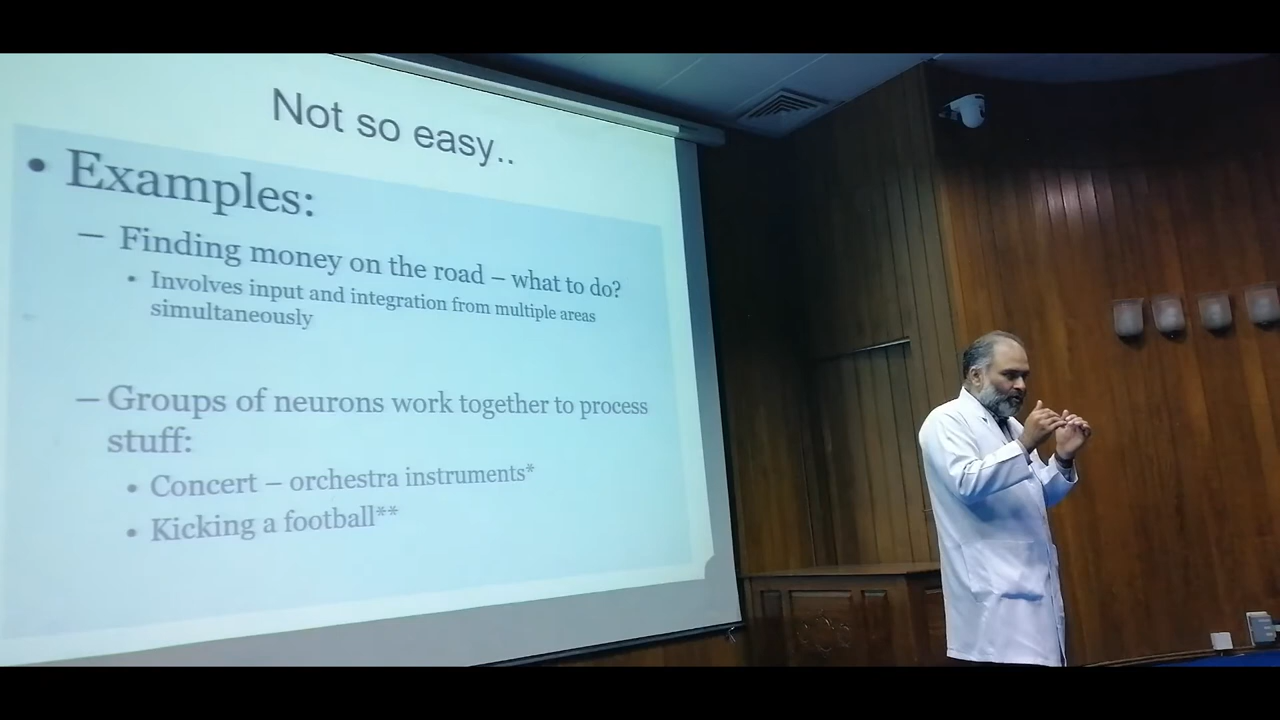 Not so easy..
• Examples:
– Finding money on the road – what to do?
• Involves input and integration from multiple areas
simultaneously
– Groups of neurons work together to process
stuff:
• Concert – orchestra instruments*
• Kicking a football**